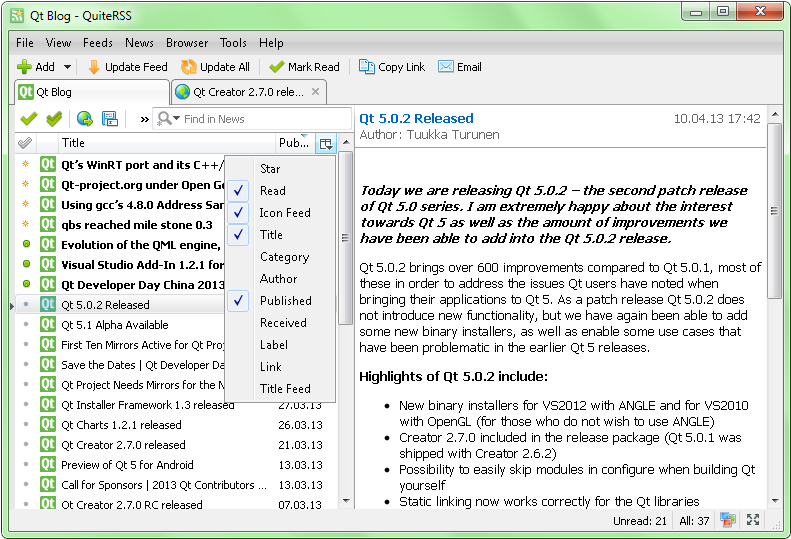 Qt Blog - QuiteRSS
File View Feeds News Browser Tools Help
Add Update Feed Update All Mark Read Copy Link Email
Qt Blog
Qt Creator 2.7.0 rele...
» Find in News
Title Pub...
Qt's WinRT port and its C++/
Qt-project.org under Open Go
Using gcc's 4.8.0 Address San
qbs reached mile stone 0.3
Evolution of the QML engine,
Visual Studio Add-In 1.2.1 for
Qt Developer Day China 2013
Qt 5.0.2 Released
Qt 5.1 Alpha Available
First Ten Mirrors Active for Qt Proj
Save the Dates | Qt Developer Da
Qt Project Needs Mirrors for the N
Qt Installer Framework 1.3 released 27.03.13
Qt Charts 1.2.1 released 26.03.13
Qt Creator 2.7.0 released 21.03.13
Preview of Qt 5 for Android 13.03.13
Call for Sponsors | 2013 Qt Contributors ... 13.03.13
Qt Creator 2.7.0 RC released 07.03.13
Star
Read
Icon Feed
Title
Category
Author
Published
Received
Label
Link
Title Feed
Qt 5.0.2 Released 10.04.13 17:42
Author: Tuukka Turunen
Today we are releasing Qt 5.0.2 – the second patch release
of Qt 5.0 series. I am extremely happy about the interest
towards Qt 5 as well as the amount of improvements we
have been able to add into the Qt 5.0.2 release.
Qt 5.0.2 brings over 600 improvements compared to Qt 5.0.1, most of
these in order to address the issues Qt users have noted when
bringing their applications to Qt 5. As a patch release Qt 5.0.2 does
not introduce new functionality, but we have again been able to add
some new binary installers, as well as enable some use cases that
have been problematic in the earlier Qt 5 releases.
Highlights of Qt 5.0.2 include:
• New binary installers for VS2012 with ANGLE and for VS2010
with OpenGL (for those who do not wish to use ANGLE)
• Creator 2.7.0 included in the release package (Qt 5.0.1 was
shipped with Creator 2.6.2)
• Possibility to easily skip modules in configure when building Qt
yourself
• Static linking now works correctly for the Qt libraries
Unread: 21 All: 37